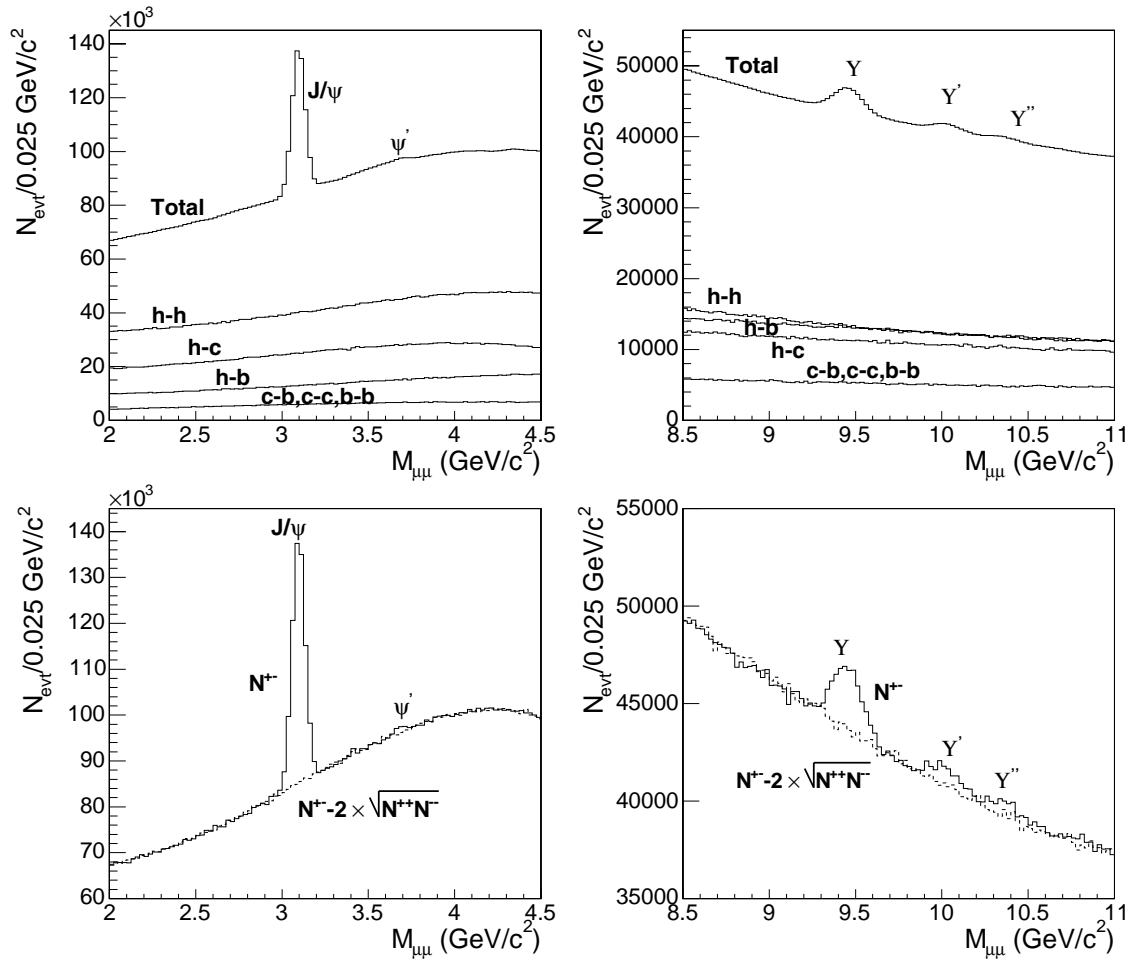 ×10³
140
120
100
80
60
40
20
0
N_evt/0.025 GeV/c²
J/ψ
ψ'
Total
h-h
h-c
h-b
c-b,c-c,b-b
2 2.5 3 3.5 4 4.5
M_μμ (GeV/c²)
50000
40000
30000
20000
10000
0
N_evt/0.025 GeV/c²
Total
Υ
Υ'
Υ''
h-h
h-b
h-c
c-b,c-c,b-b
8.5 9 9.5 10 10.5 11
M_μμ (GeV/c²)
×10³
140
130
120
110
100
90
80
70
60
N_evt/0.025 GeV/c²
J/ψ
N⁺⁻
ψ'
N⁺⁻-2 × √N⁺⁺N⁻⁻
2 2.5 3 3.5 4 4.5
M_μμ (GeV/c²)
55000
50000
45000
40000
35000
N_evt/0.025 GeV/c²
Υ
N⁺⁻
Υ'
Υ''
N⁺⁻-2 × √N⁺⁺N⁻⁻
8.5 9 9.5 10 10.5 11
M_μμ (GeV/c²)